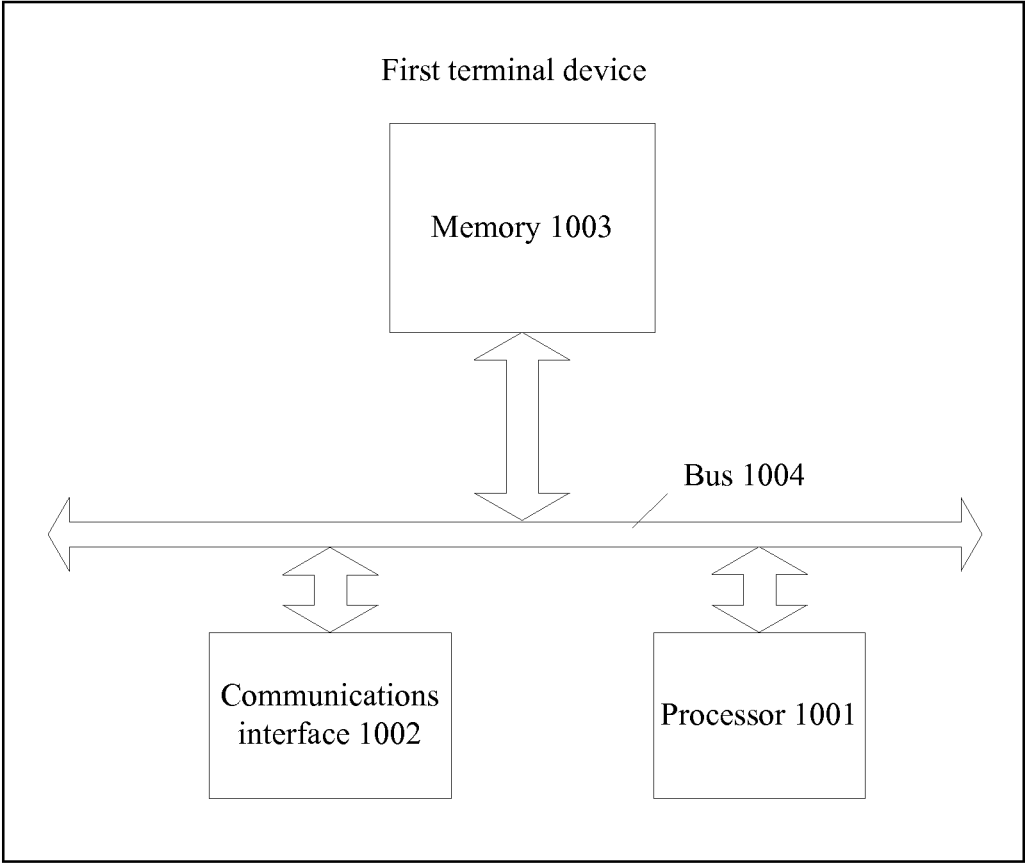 First terminal device
Memory 1003
Bus 1004
Communications
interface 1002
Processor 1001